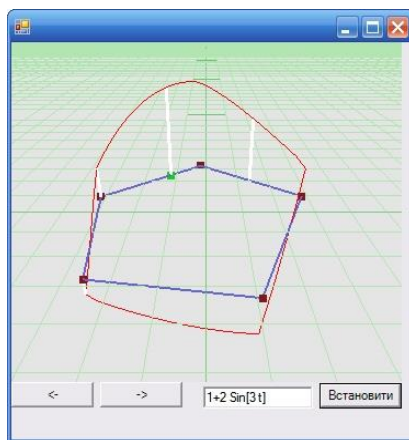 <- -> 1+2 Sin[3 t] Встановити